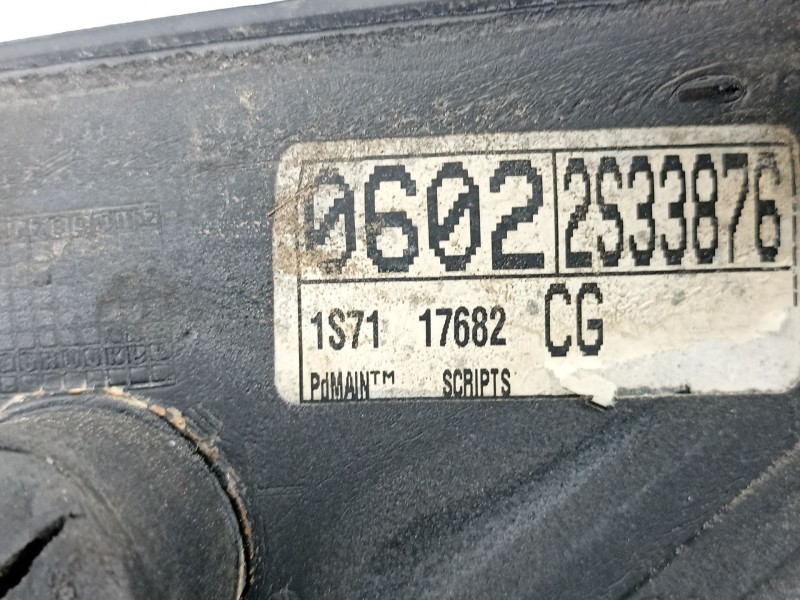 0602 2S33876
1S71 17682 CG
PdMAIN™ SCRIPTS